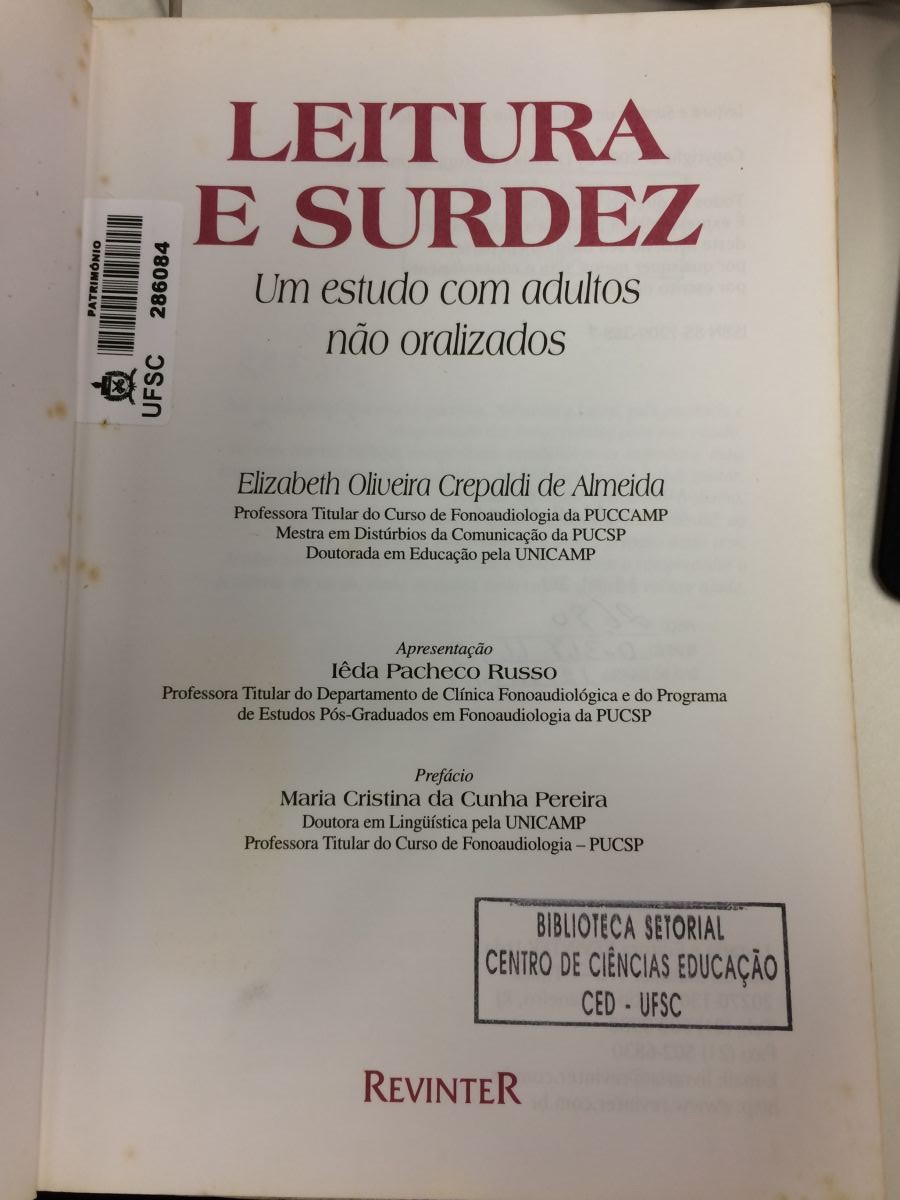 LEITURA
E SURDEZ
Um estudo com adultos
não oralizados
PATRIMÔNIO
UFSC 286084
Elizabeth Oliveira Crepaldi de Almeida
Professora Titular do Curso de Fonoaudiologia da PUCCAMP
Mestra em Distúrbios da Comunicação da PUCSP
Doutorada em Educação pela UNICAMP
Apresentação
Iêda Pacheco Russo
Professora Titular do Departamento de Clínica Fonoaudiológica e do Programa
de Estudos Pós-Graduados em Fonoaudiologia da PUCSP
Prefácio
Maria Cristina da Cunha Pereira
Doutora em Lingüística pela UNICAMP
Professora Titular do Curso de Fonoaudiologia – PUCSP
BIBLIOTECA SETORIAL
CENTRO DE CIÊNCIAS EDUCAÇÃO
CED - UFSC
REVINTER